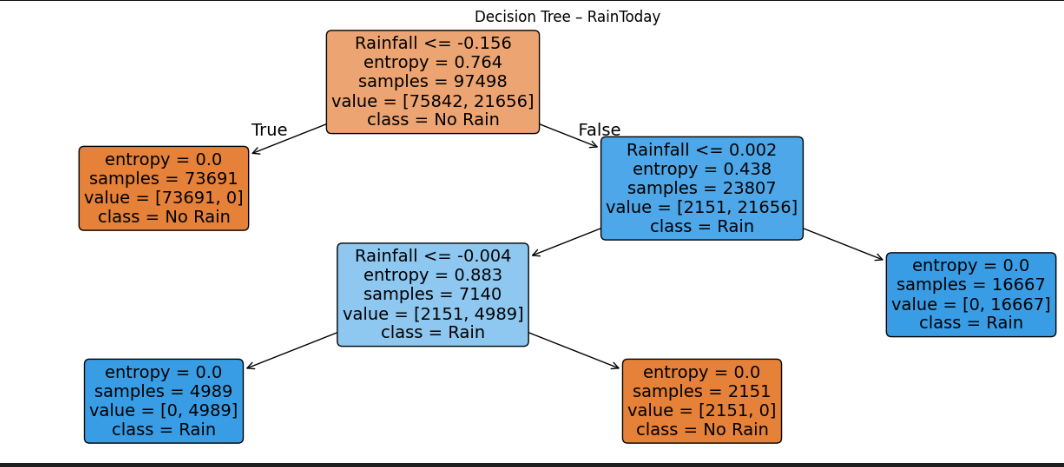 Decision Tree – RainToday
Rainfall <= -0.156
entropy = 0.764
samples = 97498
value = [75842, 21656]
class = No Rain
True
False
entropy = 0.0
samples = 73691
value = [73691, 0]
class = No Rain
Rainfall <= 0.002
entropy = 0.438
samples = 23807
value = [2151, 21656]
class = Rain
Rainfall <= -0.004
entropy = 0.883
samples = 7140
value = [2151, 4989]
class = Rain
entropy = 0.0
samples = 16667
value = [0, 16667]
class = Rain
entropy = 0.0
samples = 4989
value = [0, 4989]
class = Rain
entropy = 0.0
samples = 2151
value = [2151, 0]
class = No Rain